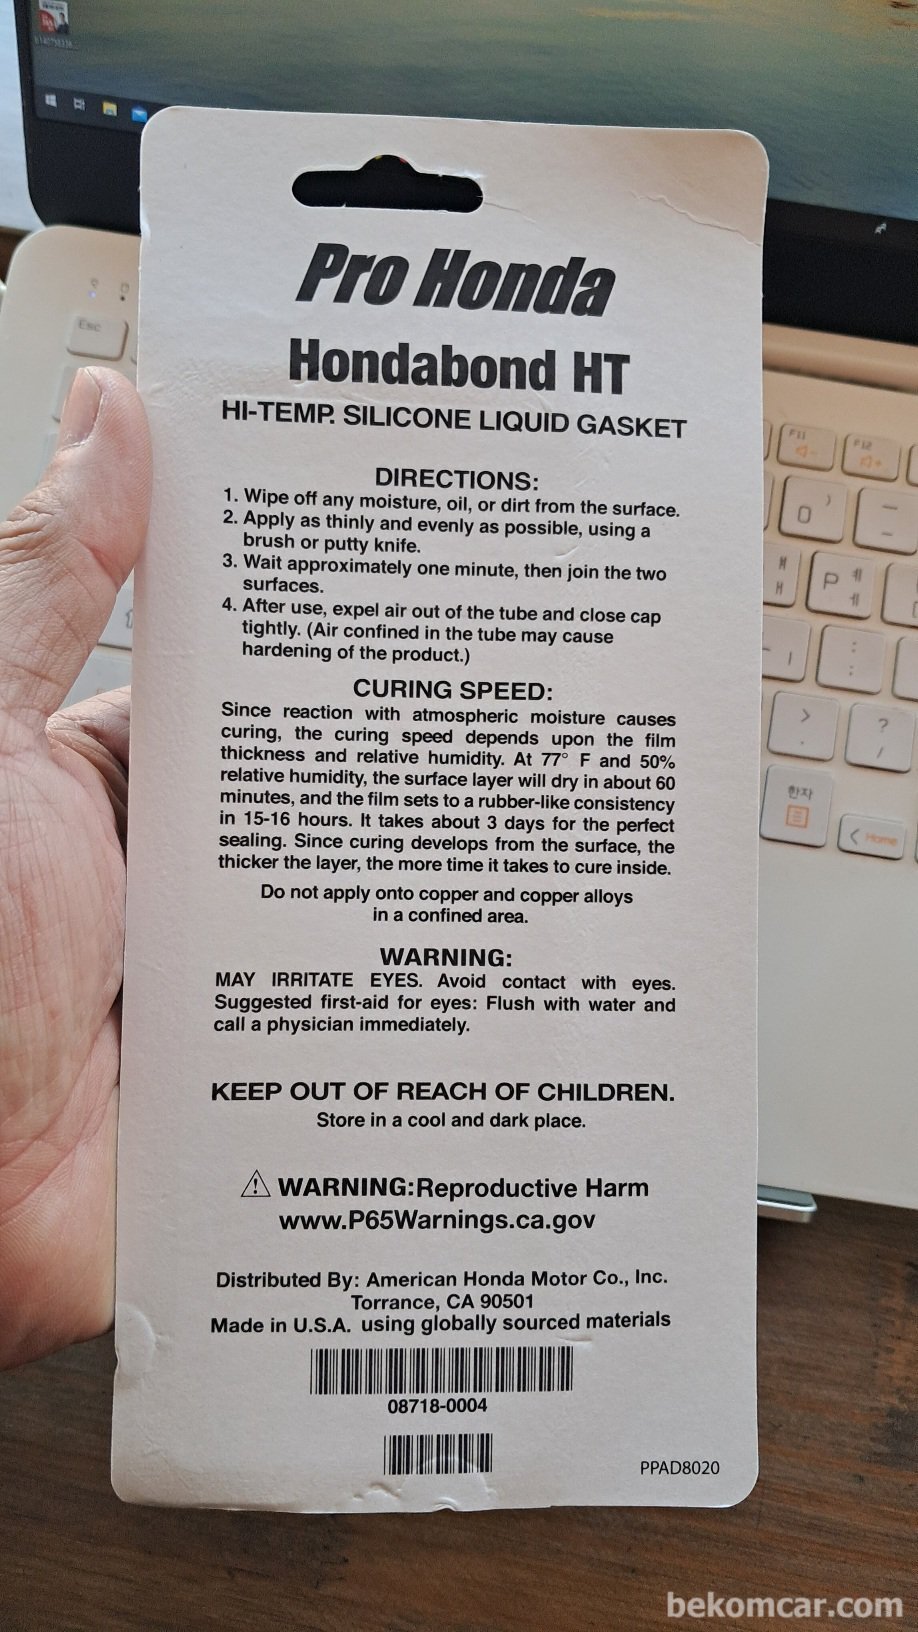 Pro Honda
Hondabond HT
HI-TEMP. SILICONE LIQUID GASKET
DIRECTIONS:
1. Wipe off any moisture, oil, or dirt from the surface.
2. Apply as thinly and evenly as possible, using a
brush or putty knife.
3. Wait approximately one minute, then join the two
surfaces.
4. After use, expel air out of the tube and close cap
tightly. (Air confined in the tube may cause
hardening of the product.)
CURING SPEED:
Since reaction with atmospheric moisture causes
curing, the curing speed depends upon the film
thickness and relative humidity. At 77° F and 50%
relative humidity, the surface layer will dry in about 60
minutes, and the film sets to a rubber-like consistency
in 15-16 hours. It takes about 3 days for the perfect
sealing. Since curing develops from the surface, the
thicker the layer, the more time it takes to cure inside.
Do not apply onto copper and copper alloys
in a confined area.
WARNING:
MAY IRRITATE EYES. Avoid contact with eyes.
Suggested first-aid for eyes: Flush with water and
call a physician immediately.
KEEP OUT OF REACH OF CHILDREN.
Store in a cool and dark place.
WARNING:Reproductive Harm
www.P65Warnings.ca.gov
Distributed By: American Honda Motor Co., Inc.
Torrance, CA 90501
Made in U.S.A. using globally sourced materials
08718-0004
PPAD8020
Esc
F11
F12
0 )
P ㅔ
ㅖ
>
.
?
/
한자
< Home
bekomcar.com